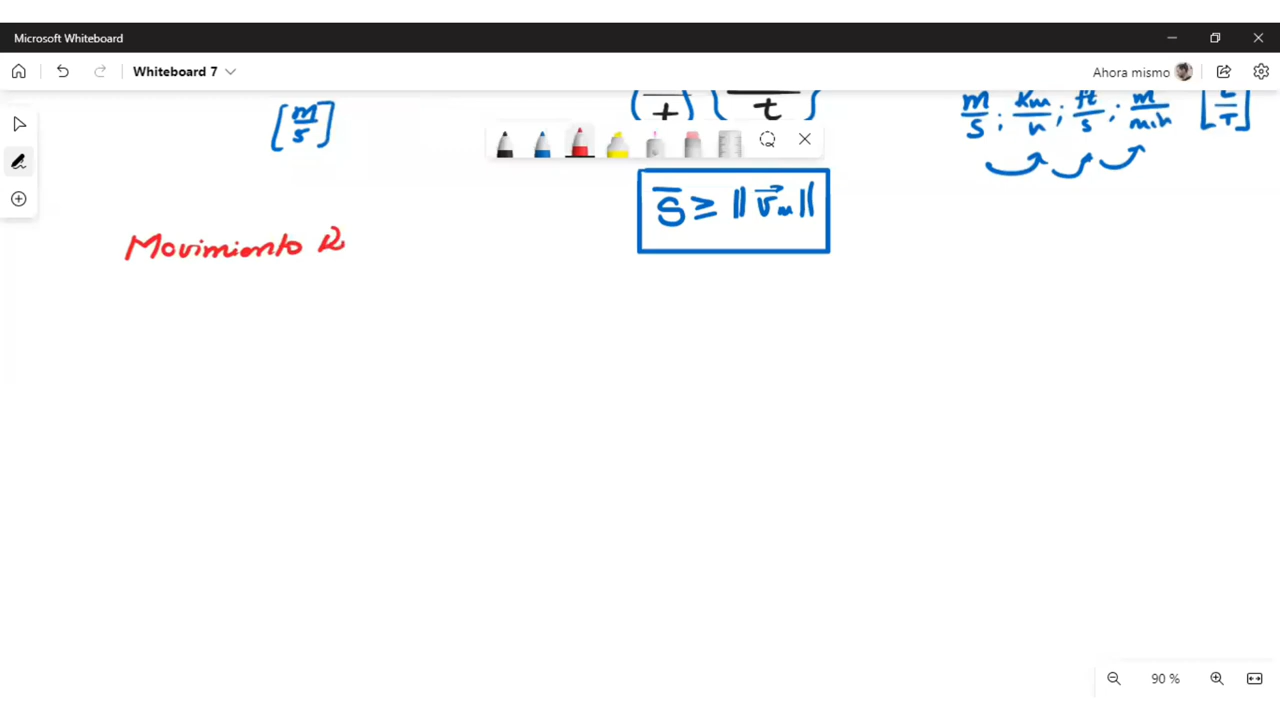 Microsoft Whiteboard
Whiteboard 7
Ahora mismo
[m/s]
t t
m/s ; Km/h ; ft/s ; m/min [L/T]
S̅ ≥ ‖v⃗m‖
Movimiento R
90 %